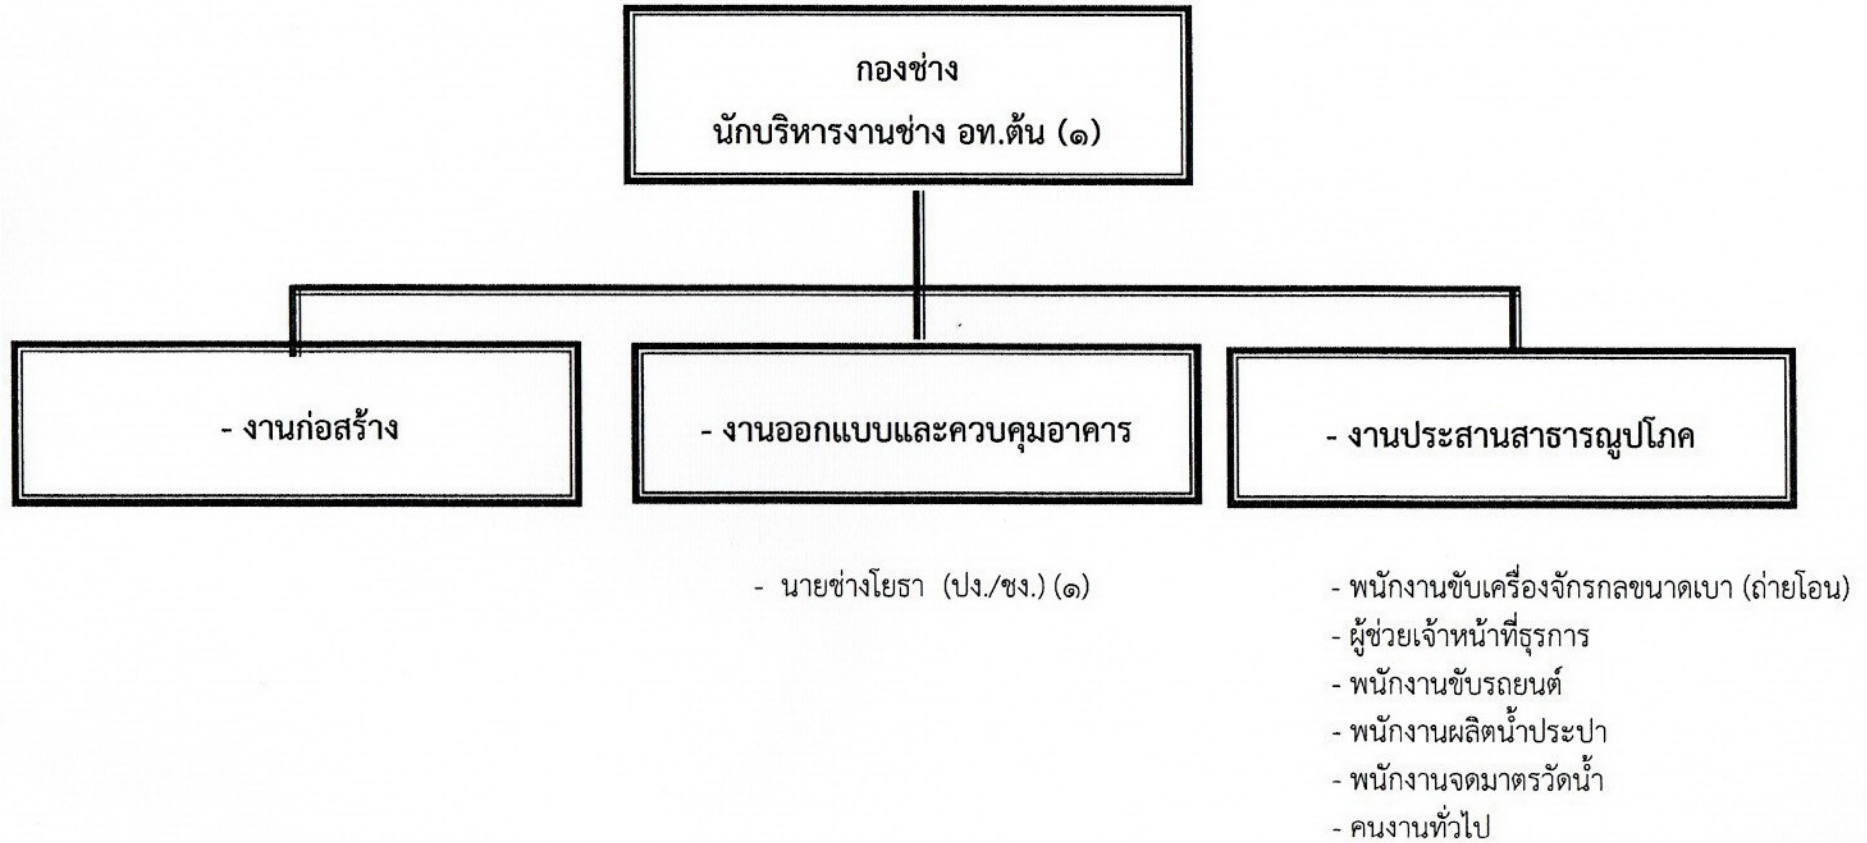 กองช่าง
นักบริหารงานช่าง อท.ต้น (๑)
- งานก่อสร้าง
- งานออกแบบและควบคุมอาคาร
- งานประสานสาธารณูปโภค
- นายช่างโยธา (ปง./ชง.) (๑)
- พนักงานขับเครื่องจักรกลขนาดเบา (ถ่ายโอน)
- ผู้ช่วยเจ้าหน้าที่ธุรการ
- พนักงานขับรถยนต์
- พนักงานผลิตน้ำประปา
- พนักงานจดมาตรวัดน้ำ
- คนงานทั่วไป